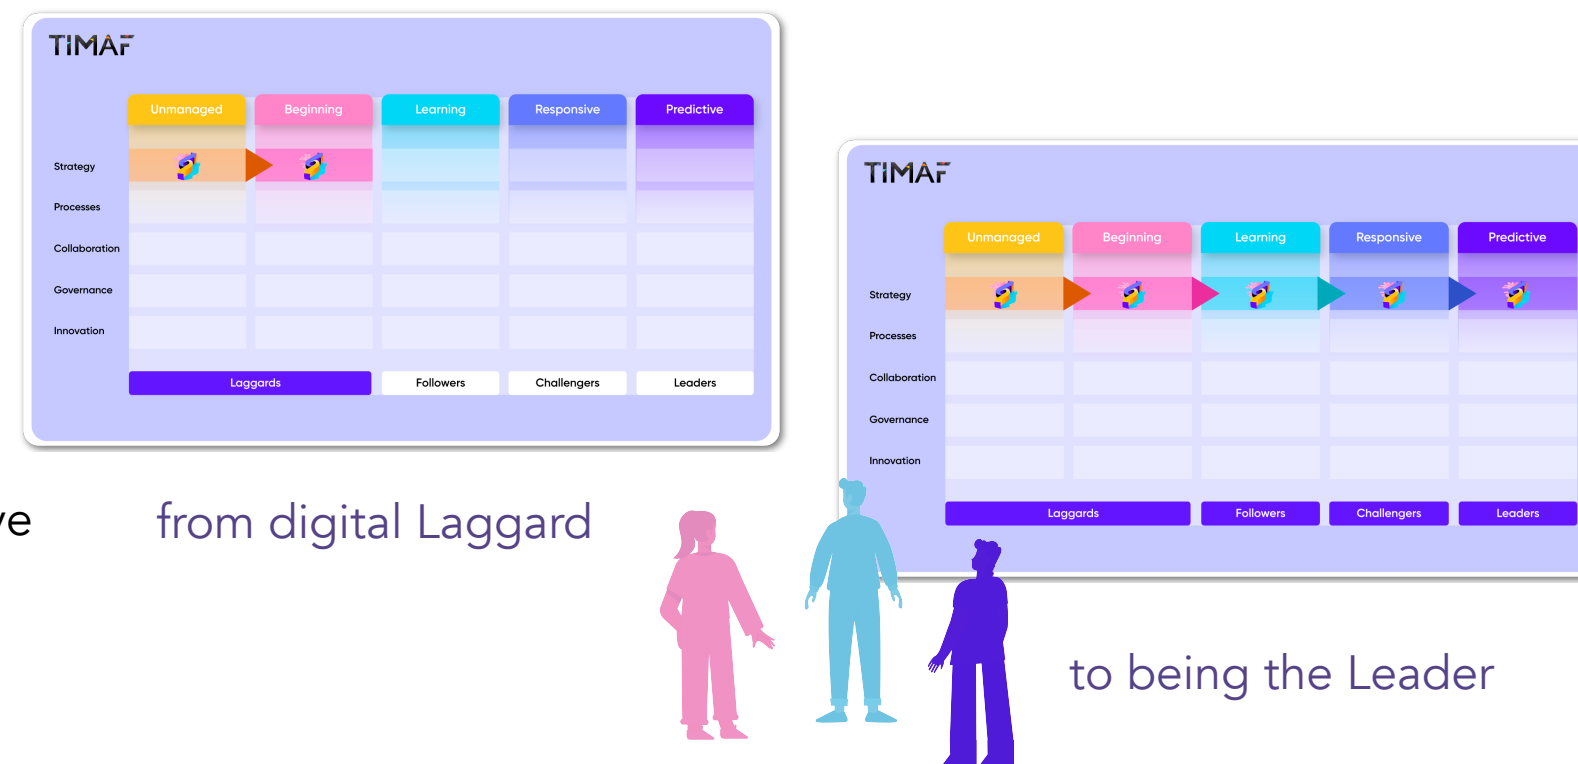 TIMAF
Unmanaged Beginning Learning Responsive Predictive
Strategy
Processes
Collaboration
Governance
Innovation
Laggards Followers Challengers Leaders
TIMAF
Unmanaged Beginning Learning Responsive Predictive
Strategy
Processes
Collaboration
Governance
Innovation
Laggards Followers Challengers Leaders
from digital Laggard
to being the Leader